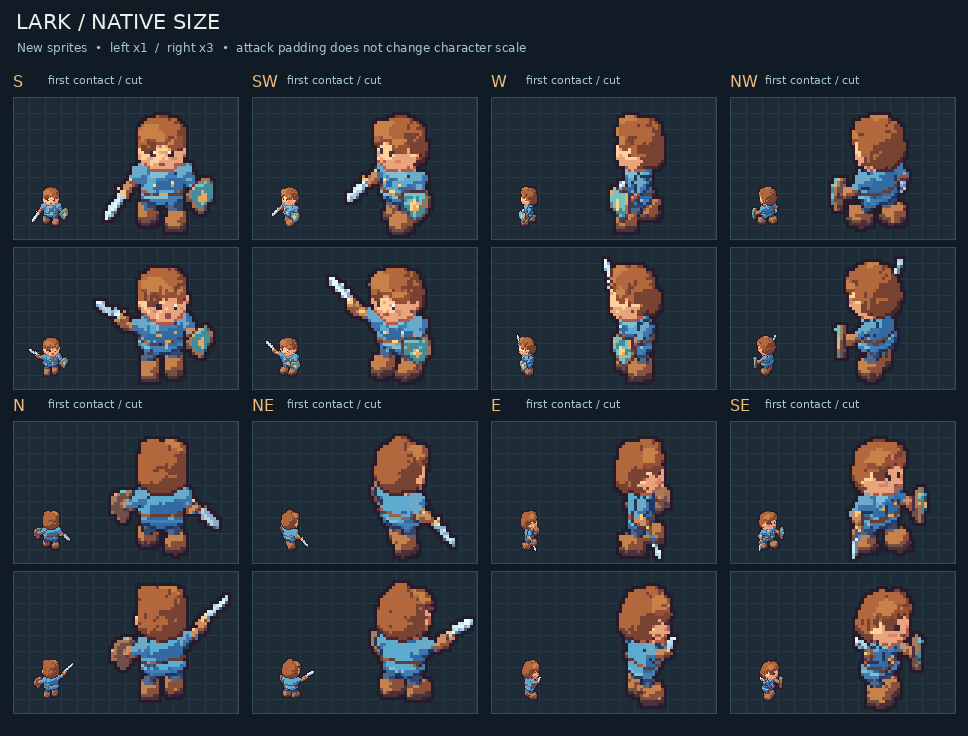 LARK / NATIVE SIZE
New sprites • left x1 / right x3 • attack padding does not change character scale
S first contact / cut
SW first contact / cut
W first contact / cut
NW first contact / cut
N first contact / cut
NE first contact / cut
E first contact / cut
SE first contact / cut